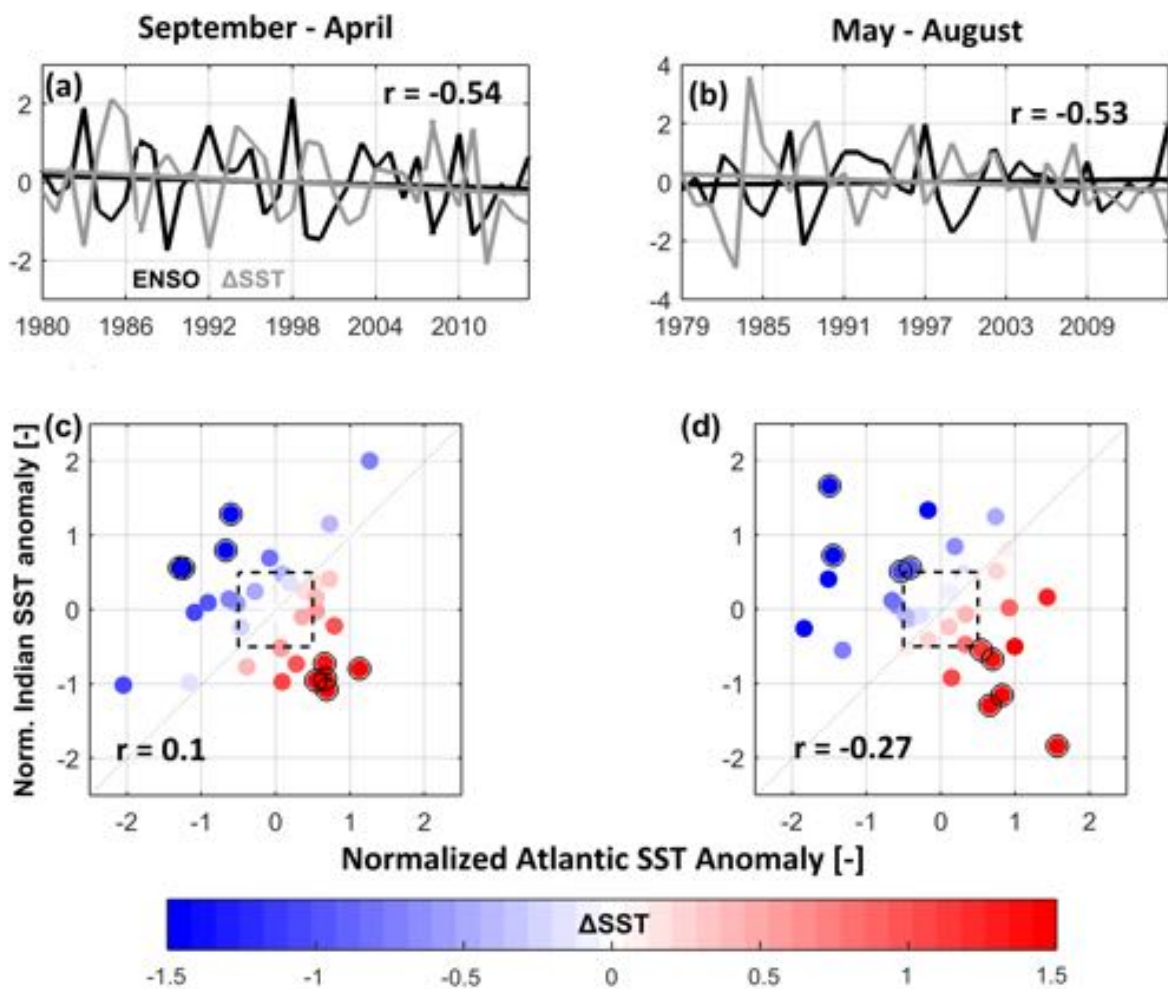 September - April
May - August
(a)
r = -0.54
2
0
-2
ENSO ΔSST
1980 1986 1992 1998 2004 2010
(b)
r = -0.53
4
2
0
-2
-4
1979 1985 1991 1997 2003 2009
Norm. Indian SST anomaly [-]
(c)
2
1
0
-1
-2
r = 0.1
-2 -1 0 1 2
(d)
2
1
0
-1
-2
r = -0.27
-2 -1 0 1 2
Normalized Atlantic SST Anomaly [-]
ΔSST
-1.5 -1 -0.5 0 0.5 1 1.5